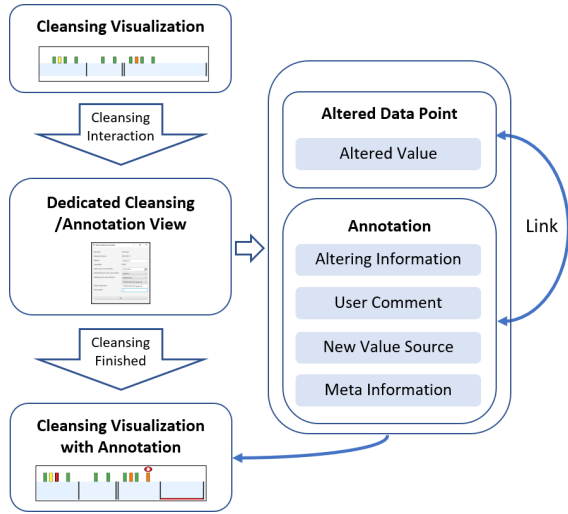 Cleansing Visualization
Cleansing
Interaction
Dedicated Cleansing
/Annotation View
Cleansing
Finished
Cleansing Visualization
with Annotation
Altered Data Point
Altered Value
Annotation
Altering Information
User Comment
New Value Source
Meta Information
Link